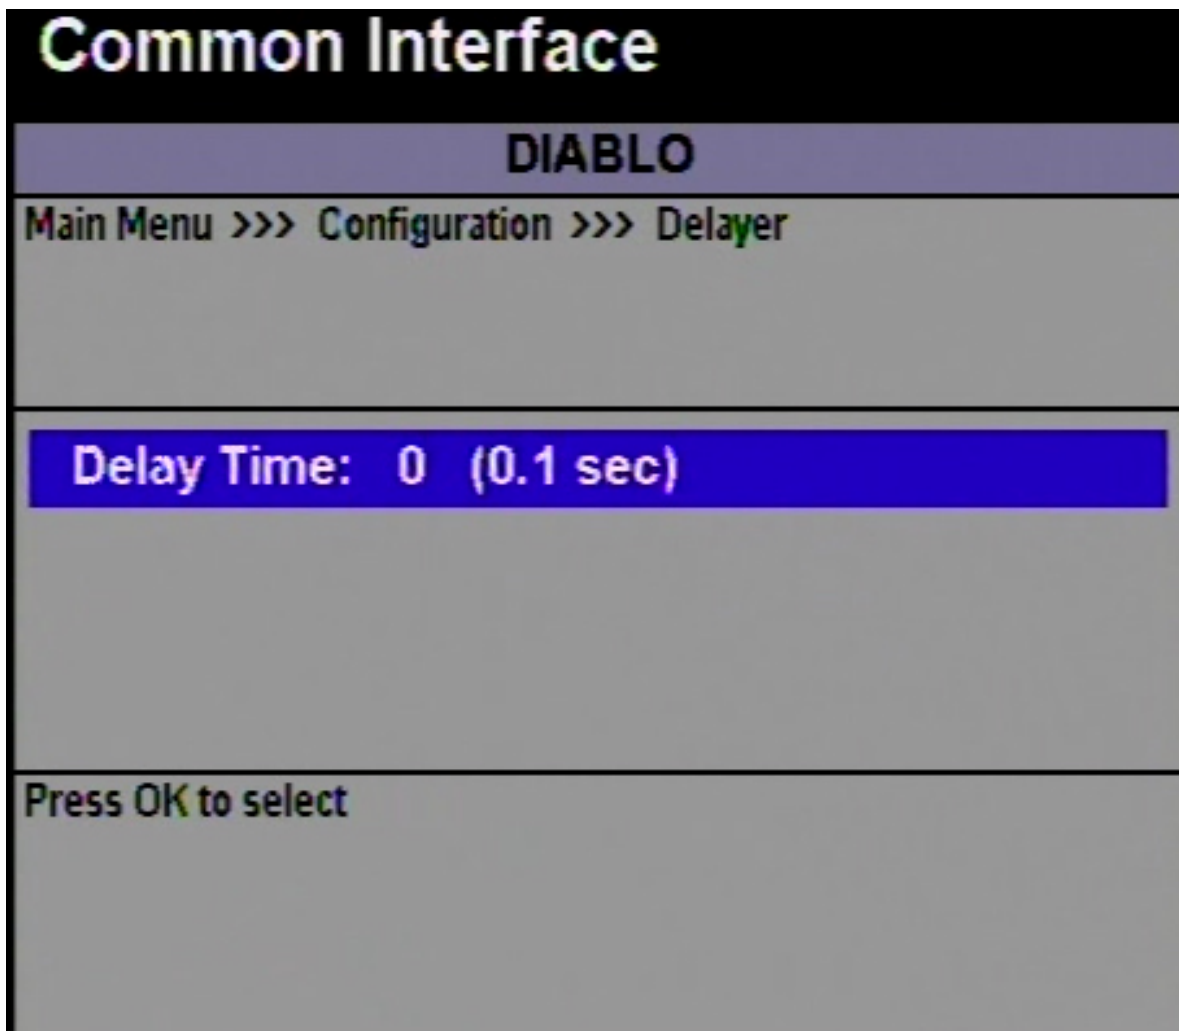 Common Interface
DIABLO
Main Menu >>> Configuration >>> Delayer
Delay Time: 0 (0.1 sec)
Press OK to select